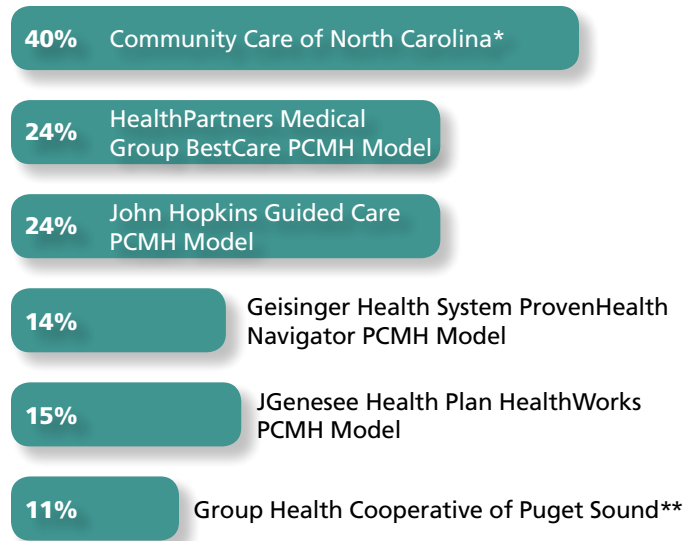 40% Community Care of North Carolina*
24% HealthPartners Medical
Group BestCare PCMH Model
24% John Hopkins Guided Care
PCMH Model
14% Geisinger Health System ProvenHealth
Navigator PCMH Model
15% JGenesee Health Plan HealthWorks
PCMH Model
11% Group Health Cooperative of Puget Sound**